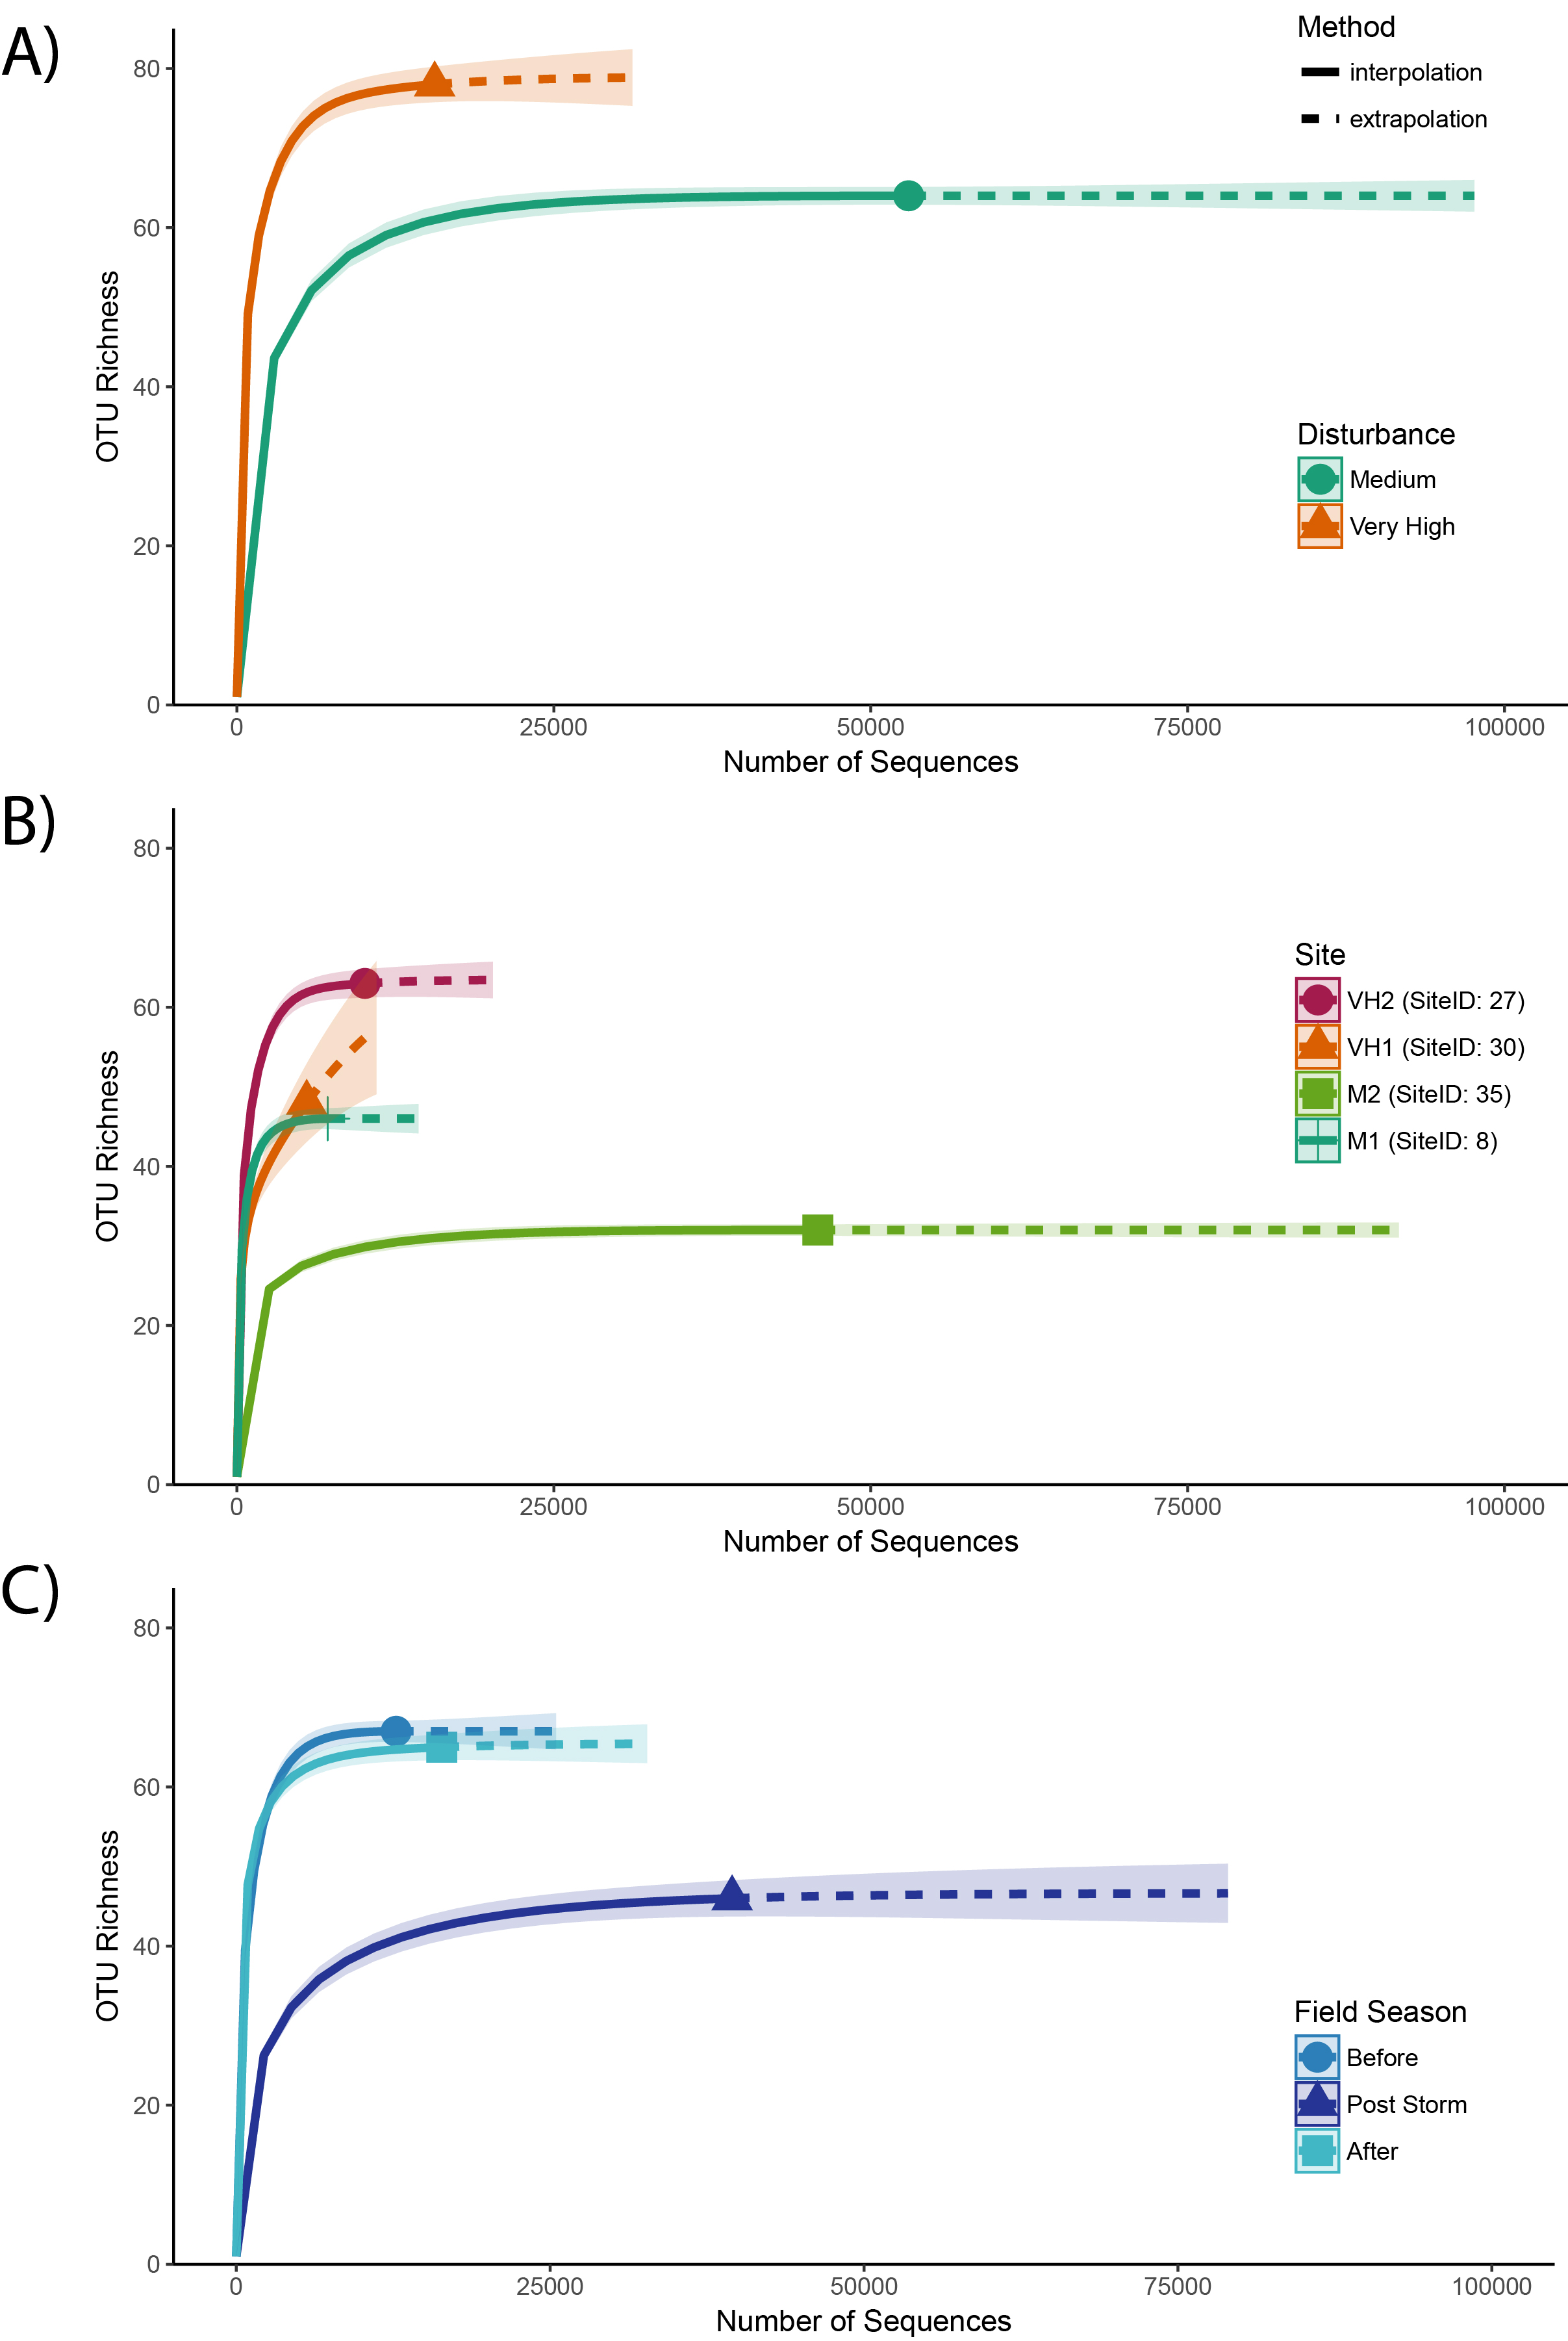 A)
Method
interpolation
extrapolation
80
60
40
20
0
OTU Richness
Disturbance
Medium
Very High
0 25000 50000 75000 100000
Number of Sequences
B)
80
60
40
20
0
OTU Richness
Site
VH2 (SiteID: 27)
VH1 (SiteID: 30)
M2 (SiteID: 35)
M1 (SiteID: 8)
0 25000 50000 75000 100000
Number of Sequences
C)
80
60
40
20
0
OTU Richness
Field Season
Before
Post Storm
After
0 25000 50000 75000 100000
Number of Sequences